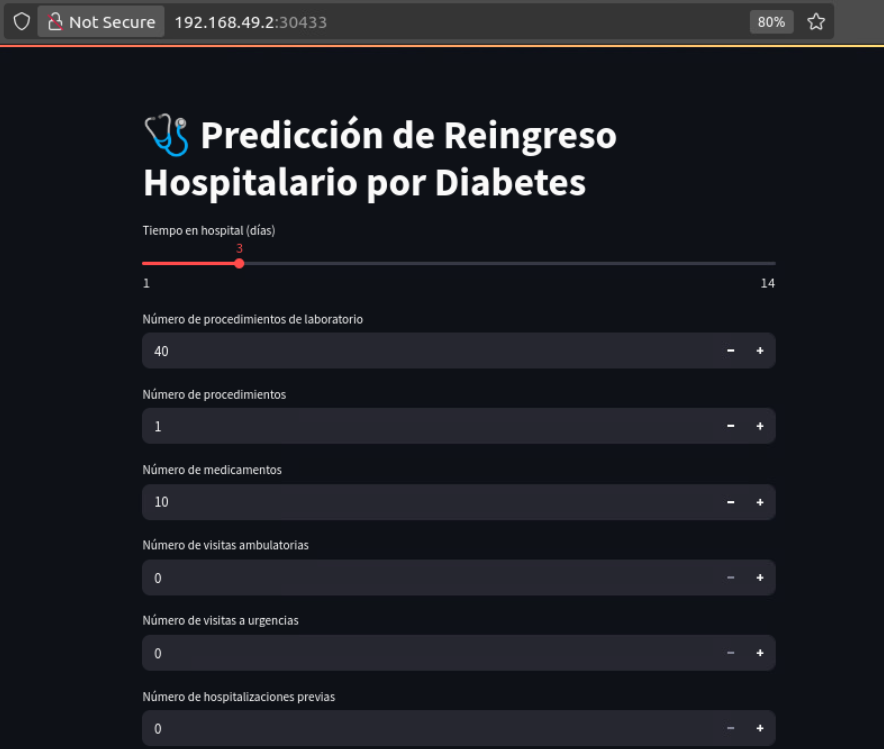 Not Secure 192.168.49.2:30433 80%
Predicción de Reingreso
Hospitalario por Diabetes
Tiempo en hospital (días)
3
1 14
Número de procedimientos de laboratorio
40 - +
Número de procedimientos
1 - +
Número de medicamentos
10 - +
Número de visitas ambulatorias
0 - +
Número de visitas a urgencias
0 - +
Número de hospitalizaciones previas
0 - +